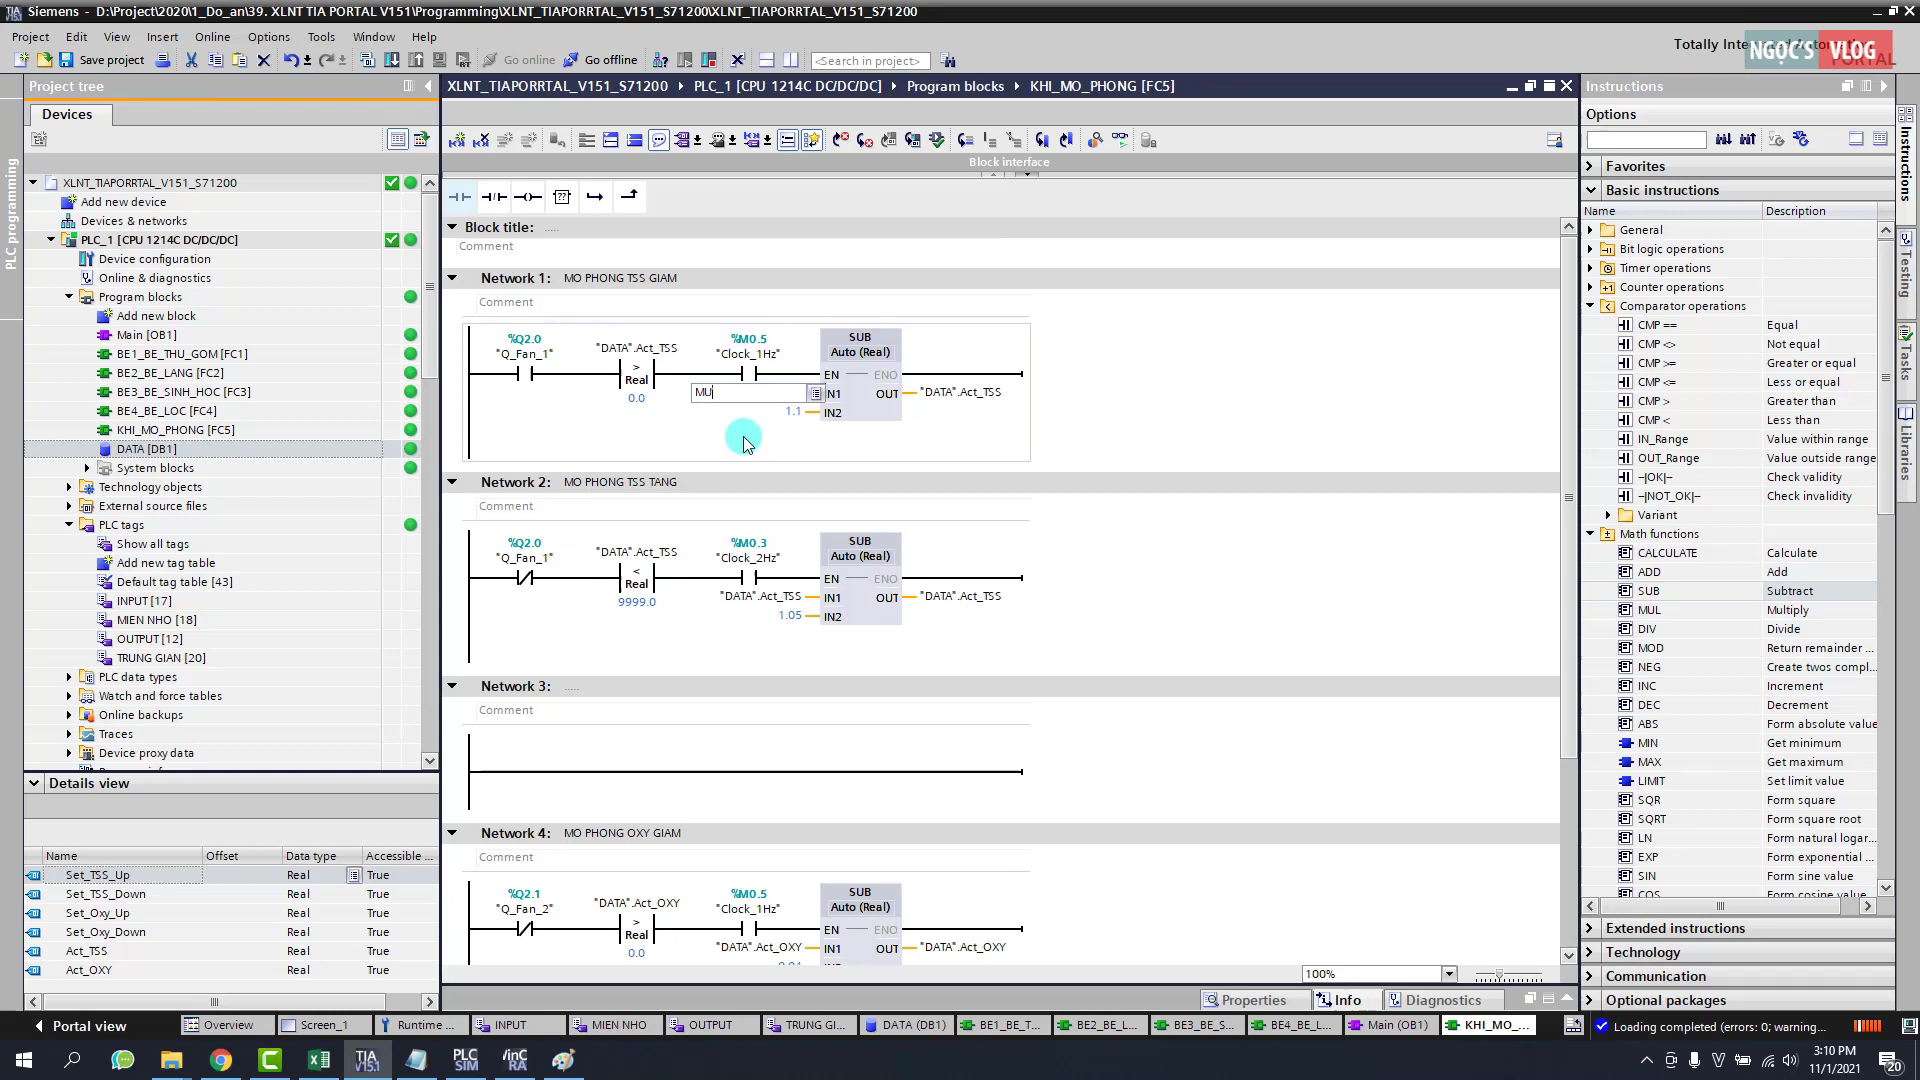 Siemens - D:\Project\2020\1_Do_an\39. XLNT TIA PORTAL V151\Programming\XLNT_TIAPORRTAL_V151_S71200\XLNT_TIAPORRTAL_V151_S71200
Project Edit View Insert Online Options Tools Window Help
Totally Inte
NGỌC'S VLOG
PORTAL
Save project
Go online
Go offline
<Search in project>
Project tree
XLNT_TIAPORRTAL_V151_S71200 PLC_1 [CPU 1214C DC/DC/DC] Program blocks KHI_MO_PHONG [FC5]
Instructions
Devices
Options
PLC programming
Block interface
Favorites
Basic instructions
Name Description
XLNT_TIAPORRTAL_V151_S71200
Add new device
Devices & networks
PLC_1 [CPU 1214C DC/DC/DC]
Device configuration
Online & diagnostics
Program blocks
Add new block
Main [OB1]
BE1_BE_THU_GOM [FC1]
BE2_BE_LANG [FC2]
BE3_BE_SINH_HOC [FC3]
BE4_BE_LOC [FC4]
KHI_MO_PHONG [FC5]
DATA [DB1]
System blocks
Technology objects
External source files
PLC tags
Show all tags
Add new tag table
Default tag table [43]
INPUT [17]
MIEN NHO [18]
OUTPUT [12]
TRUNG GIAN [20]
PLC data types
Watch and force tables
Online backups
Traces
Device proxy data
Details view
Name Offset Data type Accessible ...
Set_TSS_Up Real True
Set_TSS_Down Real True
Set_Oxy_Up Real True
Set_Oxy_Down Real True
Act_TSS Real True
Act_OXY Real True
Block title: .....
Comment
Network 1: MO PHONG TSS GIAM
Comment
%Q2.0
"Q_Fan_1"
"DATA".Act_TSS
>
Real
0.0
%M0.5
"Clock_1Hz"
SUB
Auto (Real)
EN ENO
MU
IN1 OUT "DATA".Act_TSS
1.1 IN2
Network 2: MO PHONG TSS TANG
Comment
%Q2.0
"Q_Fan_1"
"DATA".Act_TSS
<
Real
9999.0
%M0.3
"Clock_2Hz"
SUB
Auto (Real)
EN ENO
"DATA".Act_TSS IN1 OUT "DATA".Act_TSS
1.05 IN2
Network 3: .....
Comment
Network 4: MO PHONG OXY GIAM
Comment
%Q2.1
"Q_Fan_2"
"DATA".Act_OXY
>
Real
0.0
%M0.5
"Clock_1Hz"
SUB
Auto (Real)
EN ENO
"DATA".Act_OXY IN1 OUT "DATA".Act_OXY
100%
Properties Info Diagnostics
General
Bit logic operations
Timer operations
Counter operations
Comparator operations
CMP == Equal
CMP <> Not equal
CMP >= Greater or equal
CMP <= Less or equal
CMP > Greater than
CMP < Less than
IN_Range Value within range
OUT_Range Value outside range
-|OK|- Check validity
-|NOT_OK|- Check invalidity
Variant
Math functions
CALCULATE Calculate
ADD Add
SUB Subtract
MUL Multiply
DIV Divide
MOD Return remainder ...
NEG Create twos compl...
INC Increment
DEC Decrement
ABS Form absolute value
MIN Get minimum
MAX Get maximum
LIMIT Set limit value
SQR Form square
SQRT Form square root
LN Form natural logar...
EXP Form exponential ...
SIN Form sine value
COS Form cosine value
Extended instructions
Technology
Communication
Optional packages
Instructions
Testing
Tasks
Libraries
Portal view Overview Screen_1 Runtime ... INPUT MIEN NHO OUTPUT TRUNG GI... DATA (DB1) BE1_BE_T... BE2_BE_L... BE3_BE_S... BE4_BE_L... Main (OB1) KHI_MO_... Loading completed (errors: 0; warning...
TIA V15.1
PLC SIM
WinC RA
3:10 PM
11/1/2021
20